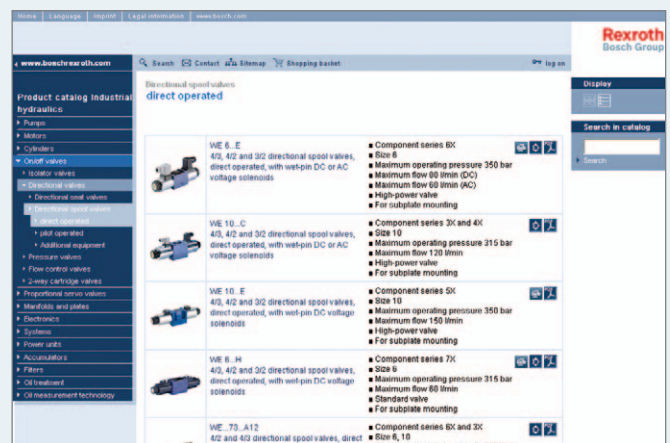 Home | Language | Imprint | Legal information | www.bosch.com
Rexroth
Bosch Group
www.boschrexroth.com
Search Contact Sitemap Shopping basket log on
Product catalog Industrial
hydraulics
Pumps
Motors
Cylinders
On/off valves
Isolator valves
Directional valves
Directional seat valves
Directional spool valves
direct operated
pilot operated
Additional equipment
Pressure valves
Flow control valves
2-way cartridge valves
Proportional servo valves
Manifolds and plates
Electronics
Systems
Power units
Accumulators
Filters
Oil treatment
Oil measurement technology
Directional spool valves
direct operated
WE 6...E
4/3, 4/2 and 3/2 directional spool valves,
direct operated, with wet-pin DC or AC
voltage solenoids
Component series 6X
Size 6
Maximum operating pressure 350 bar
Maximum flow 80 l/min (DC)
Maximum flow 60 l/min (AC)
High-power valve
For subplate mounting
WE 10...C
4/3, 4/2 and 3/2 directional spool valves,
direct operated, with wet-pin DC or AC
voltage solenoids
Component series 3X and 4X
Size 10
Maximum operating pressure 315 bar
Maximum flow 120 l/min
High-power valve
For subplate mounting
WE 10...E
4/3, 4/2 and 3/2 directional spool valves,
direct operated, with wet-pin DC voltage
solenoids
Component series 5X
Size 10
Maximum operating pressure 350 bar
Maximum flow 150 l/min
High-power valve
For subplate mounting
WE 6...H
4/3, 4/2 and 3/2 directional spool valves,
direct operated, with wet-pin DC voltage
solenoids
Component series 7X
Size 6
Maximum operating pressure 315 bar
Maximum flow 60 l/min
Standard valve
For subplate mounting
WE...73...A12
4/2 and 4/3 directional spool valves, direct
Component series 6X and 3X
Size 6, 10
Display
Search in catalog
Search